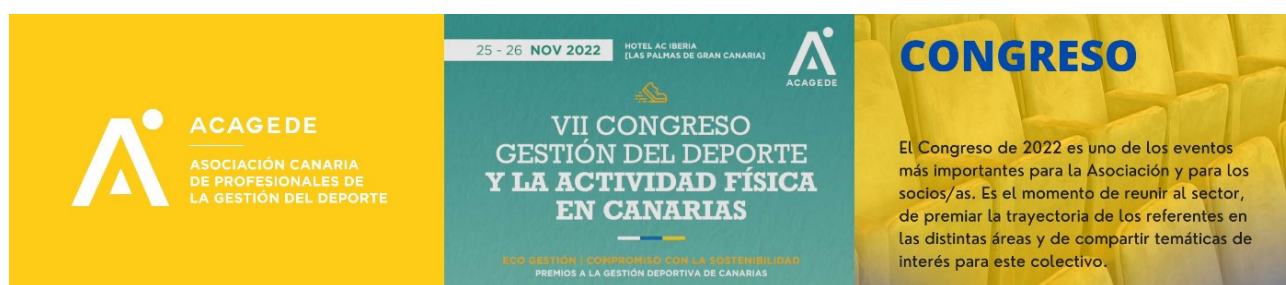 ACAGEDE
ASOCIACIÓN CANARIA
DE PROFESIONALES DE
LA GESTIÓN DEL DEPORTE
25 - 26 NOV 2022
HOTEL AC IBERIA
[LAS PALMAS DE GRAN CANARIA]
ACAGEDE
VII CONGRESO
GESTIÓN DEL DEPORTE
Y LA ACTIVIDAD FÍSICA
EN CANARIAS
ECO GESTIÓN | COMPROMISO CON LA SOSTENIBILIDAD
PREMIOS A LA GESTIÓN DEPORTIVA DE CANARIAS
CONGRESO
El Congreso de 2022 es uno de los eventos
más importantes para la Asociación y para los
socios/as. Es el momento de reunir al sector,
de premiar la trayectoria de los referentes en
las distintas áreas y de compartir temáticas de
interés para este colectivo.